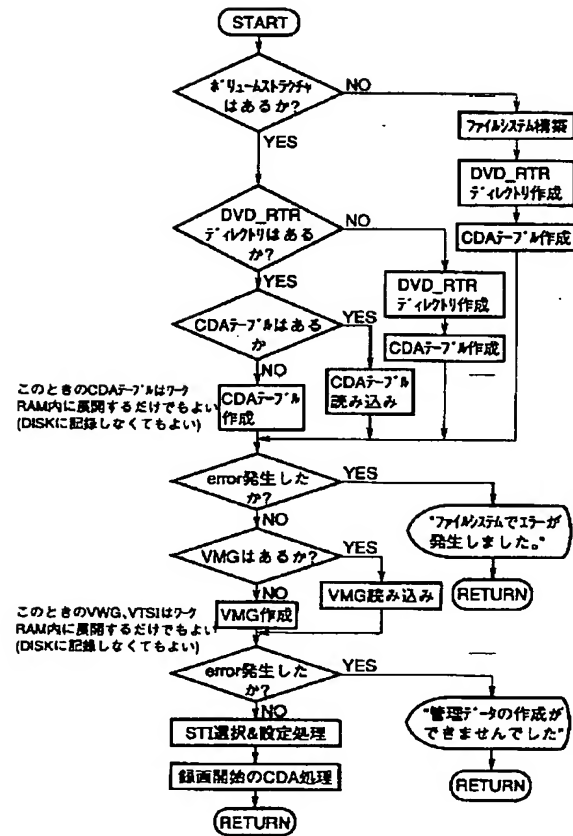 START
ボリュームストラクチャ
はあるか?
NO
YES
ファイルシステム構築
DVD_RTR
ディレクトリ作成
CDAテーブル作成
DVD_RTR
ディレクトリはある
か?
NO
YES
DVD_RTR
ディレクトリ作成
CDAテーブル作成
CDAテーブルはある
か
YES
NO
CDAテーブル
読み込み
このときのCDAテーブルはワーク
RAM内に展開するだけでもよい
(DISKに記録しなくてもよい)
CDAテーブル
作成
error発生した
か?
YES
NO
"ファイルシステムでエラーが
発生しました。"
RETURN
VMGはあるか?
YES
NO
VMG読み込み
このときのVWG、VTSIはワーク
RAM内に展開するだけでもよい
(DISKに記録しなくてもよい)
VMG作成
error発生した
か?
YES
NO
"管理データの作成が
できませんでした"
RETURN
STI選択&設定処理
録画開始のCDA処理
RETURN